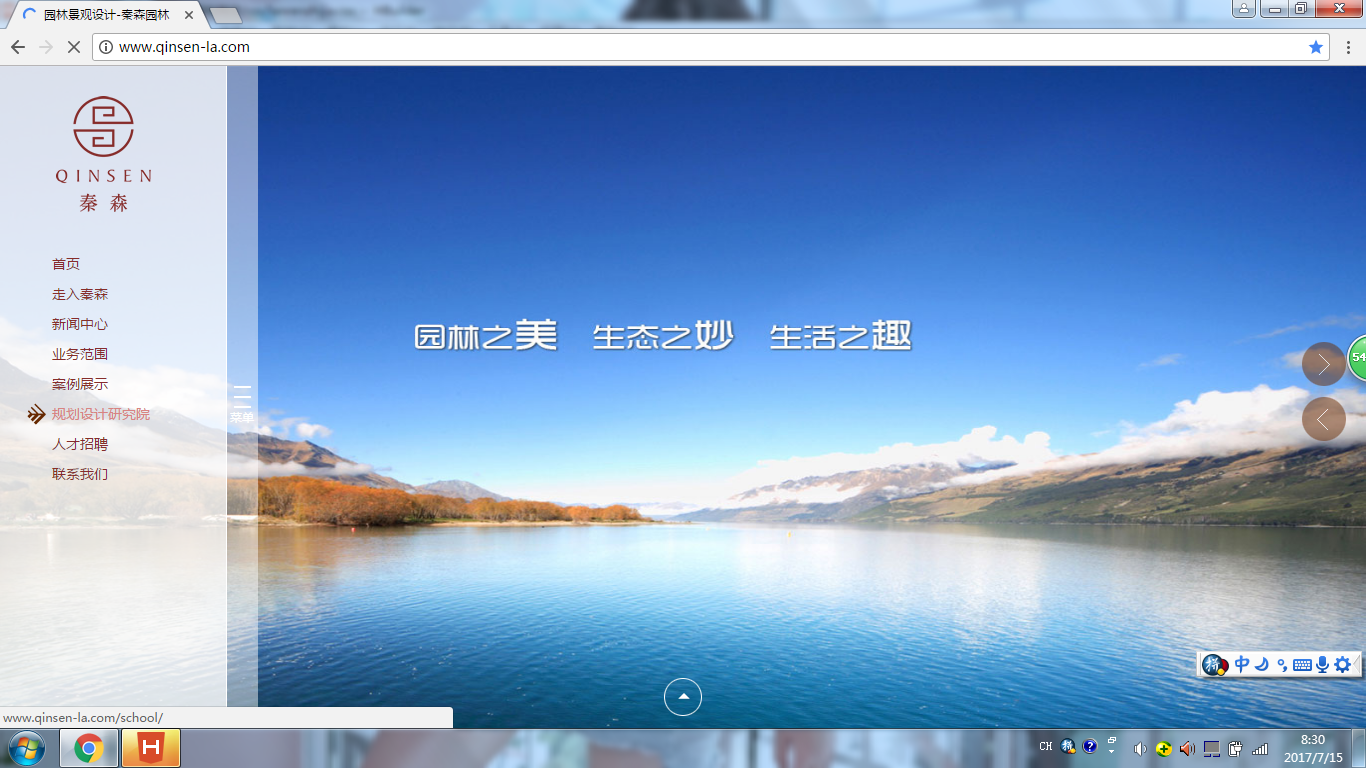 园林景观设计-秦森园林
www.qinsen-la.com
QINSEN
秦森
首页
走入秦森
新闻中心
业务范围
案例展示
规划设计研究院
人才招聘
联系我们
菜单
园林之美 生态之妙 生活之趣
54
中
www.qinsen-la.com/school/
H
CH
8:30
2017/7/15